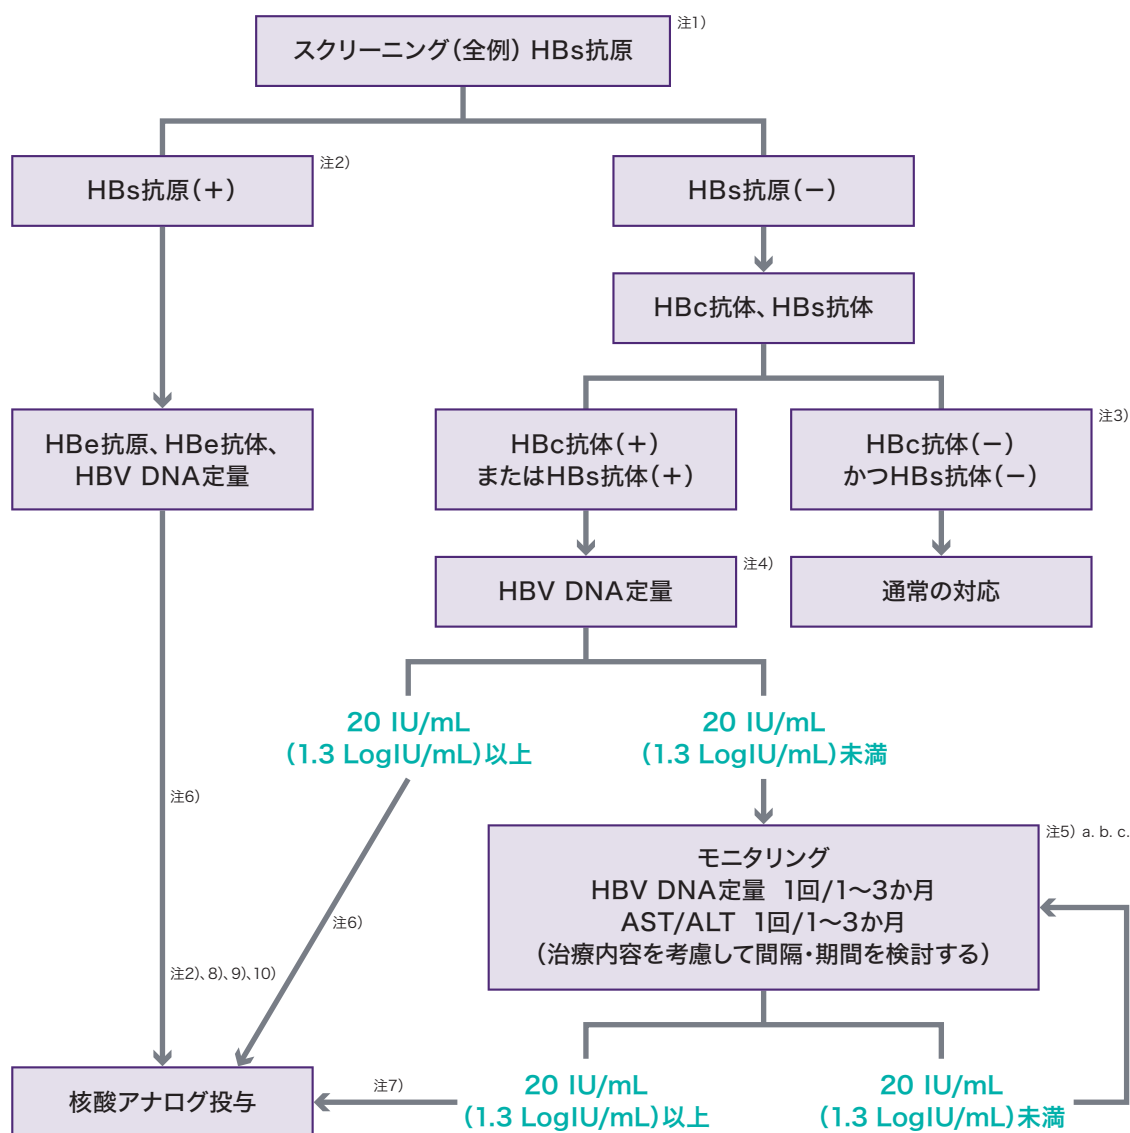 スクリーニング（全例） HBs抗原
注1）
HBs抗原（＋）
注2）
HBs抗原（－）
HBc抗体、HBs抗体
HBe抗原、HBe抗体、
HBV DNA定量
HBc抗体（＋）
またはHBs抗体（＋）
HBc抗体（－）
かつHBs抗体（－）
注3）
HBV DNA定量
注4）
通常の対応
20 IU/mL
（1.3 LogIU/mL）以上
20 IU/mL
（1.3 LogIU/mL）未満
注6）
モニタリング
HBV DNA定量 1回/1～3か月
AST/ALT 1回/1～3か月
（治療内容を考慮して間隔・期間を検討する）
注5） a. b. c.
注6）
注2）、8）、9）、10）
核酸アナログ投与
注7）
20 IU/mL
（1.3 LogIU/mL）以上
20 IU/mL
（1.3 LogIU/mL）未満